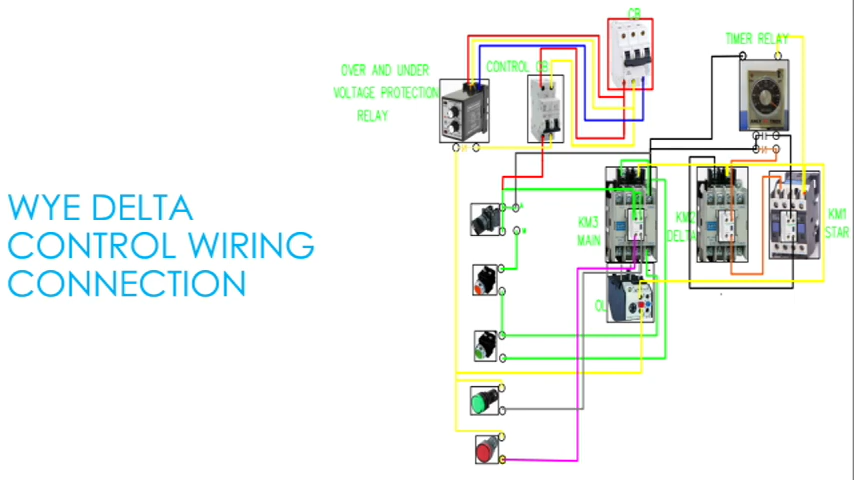 WYE DELTA
CONTROL WIRING
CONNECTION
OVER AND UNDER
VOLTAGE PROTECTION
RELAY
CONTROL CB
CB
TIMER RELAY
KM3
MAIN
KM2
DELTA
KM1
STAR
OL